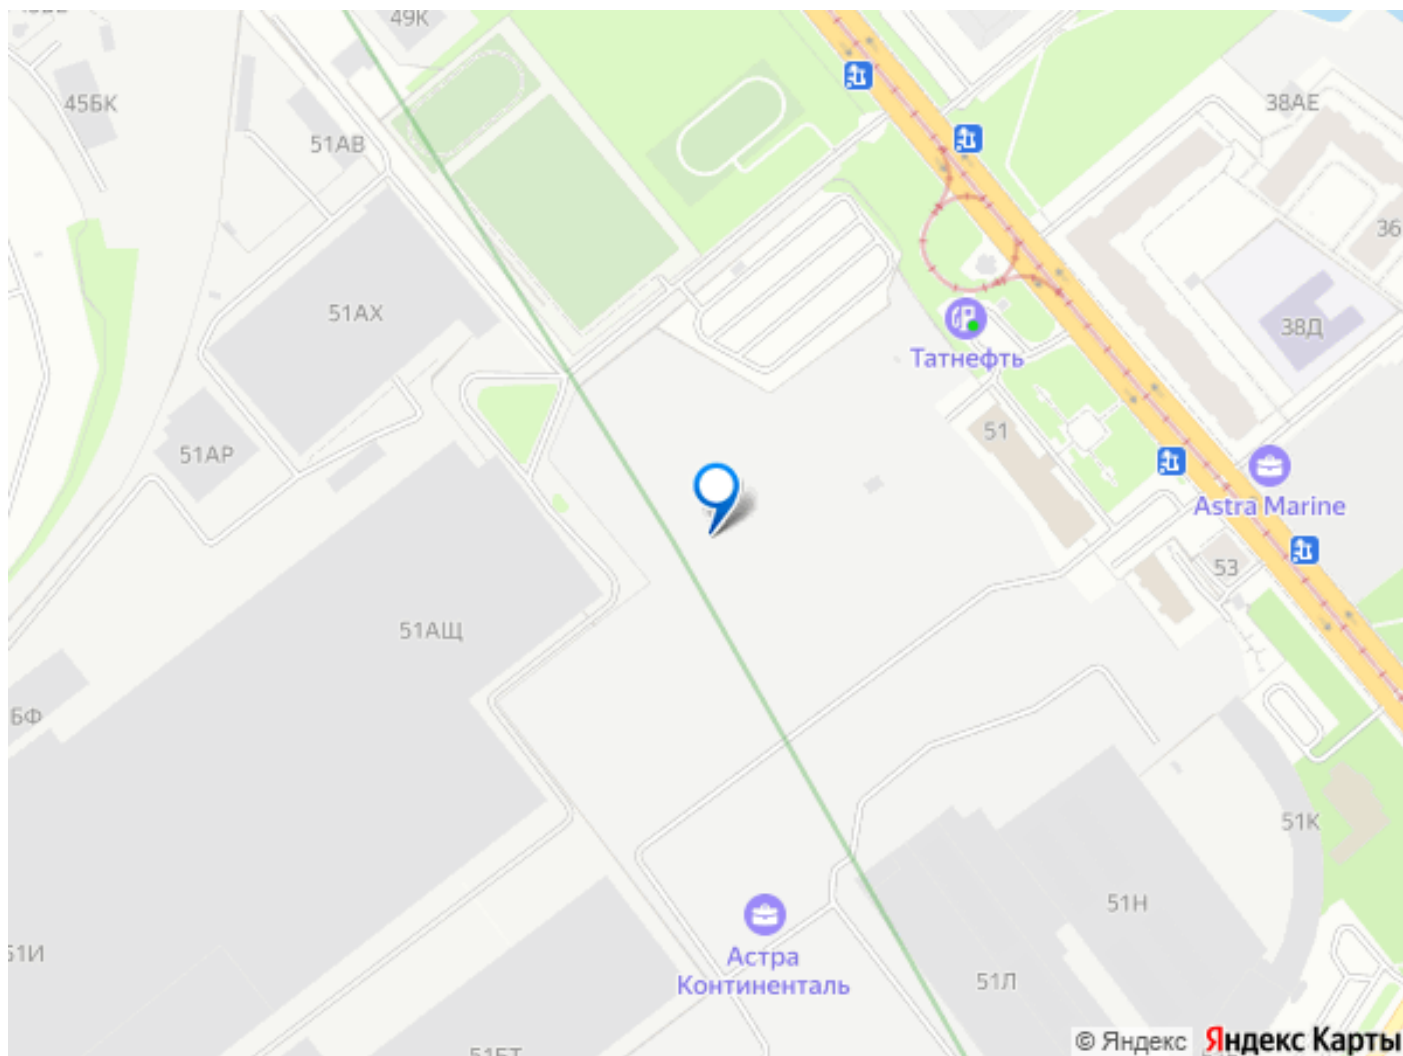 49К
45БК
38АЕ
51АВ
36
51АХ
38Д
Татнефть
51
51АР
Astra Marine
53
51АЩ
БФ
51К
51Н
51И
Астра
Континенталь
51Л
© Яндекс
Яндекс Карты